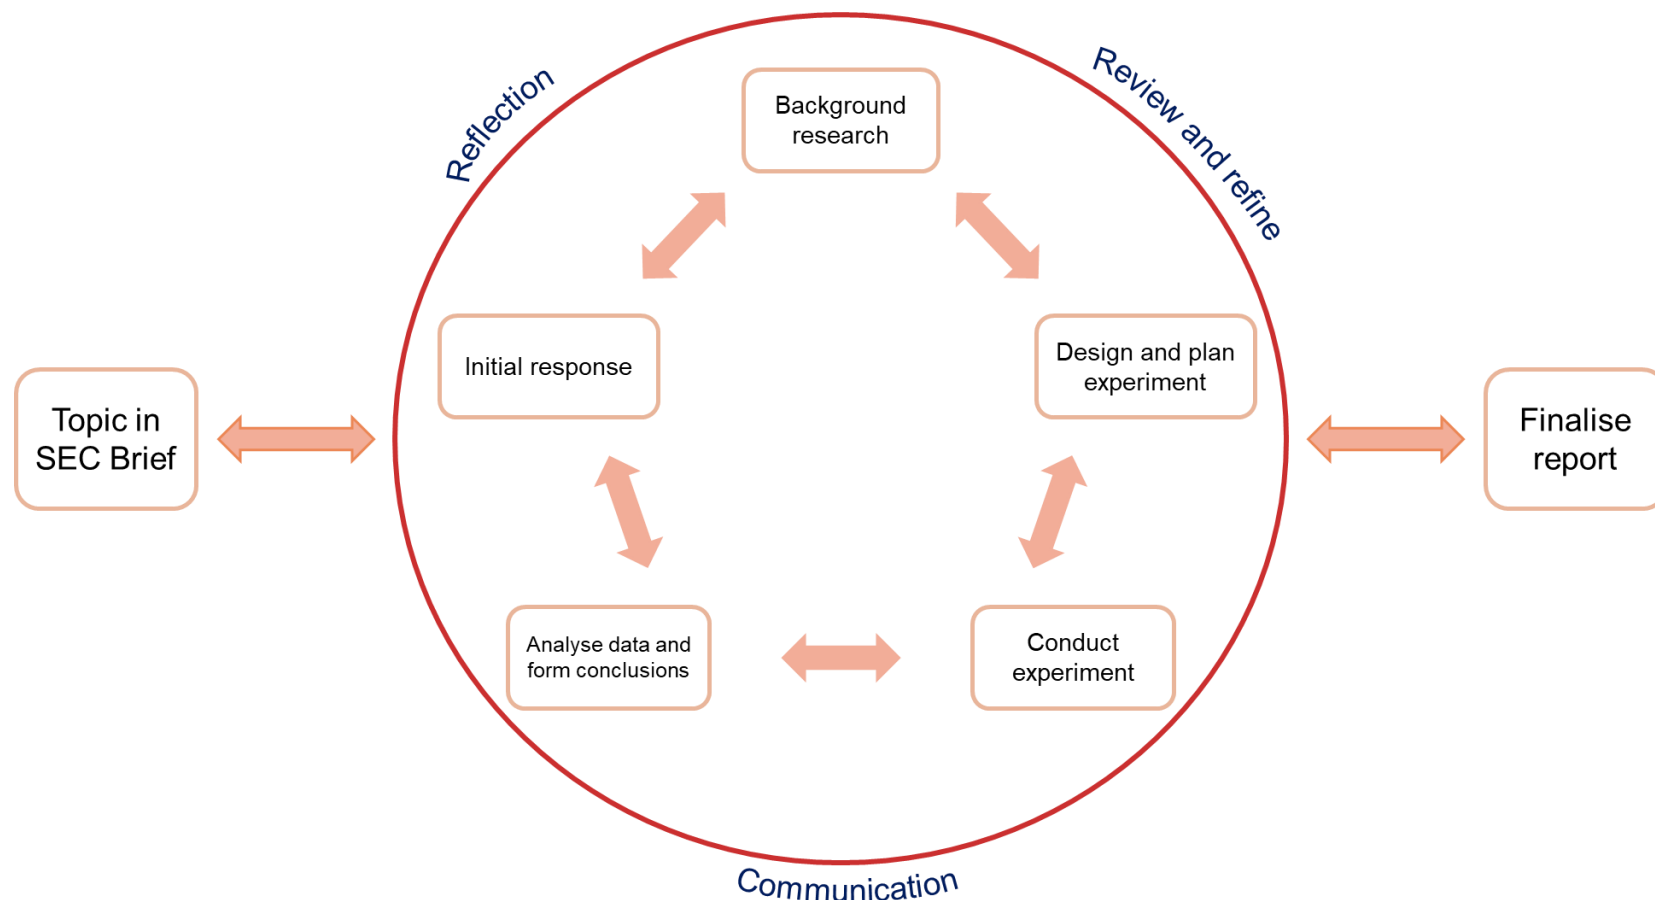 Reflection
Review and refine
Background
research
Initial response
Design and plan
experiment
Topic in
SEC Brief
Finalise
report
Analyse data and
form conclusions
Conduct
experiment
Communication